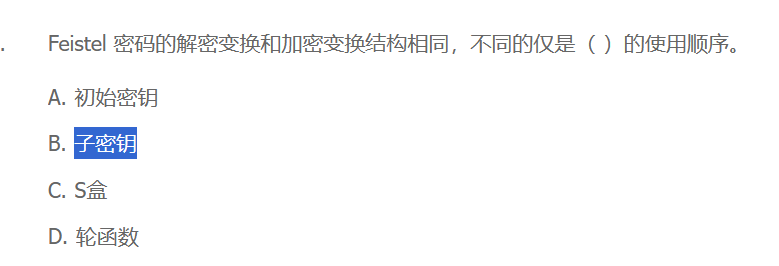 . Feistel 密码的解密变换和加密变换结构相同，不同的仅是（ ）的使用顺序。
A. 初始密钥
B. 子密钥
C. S盒
D. 轮函数